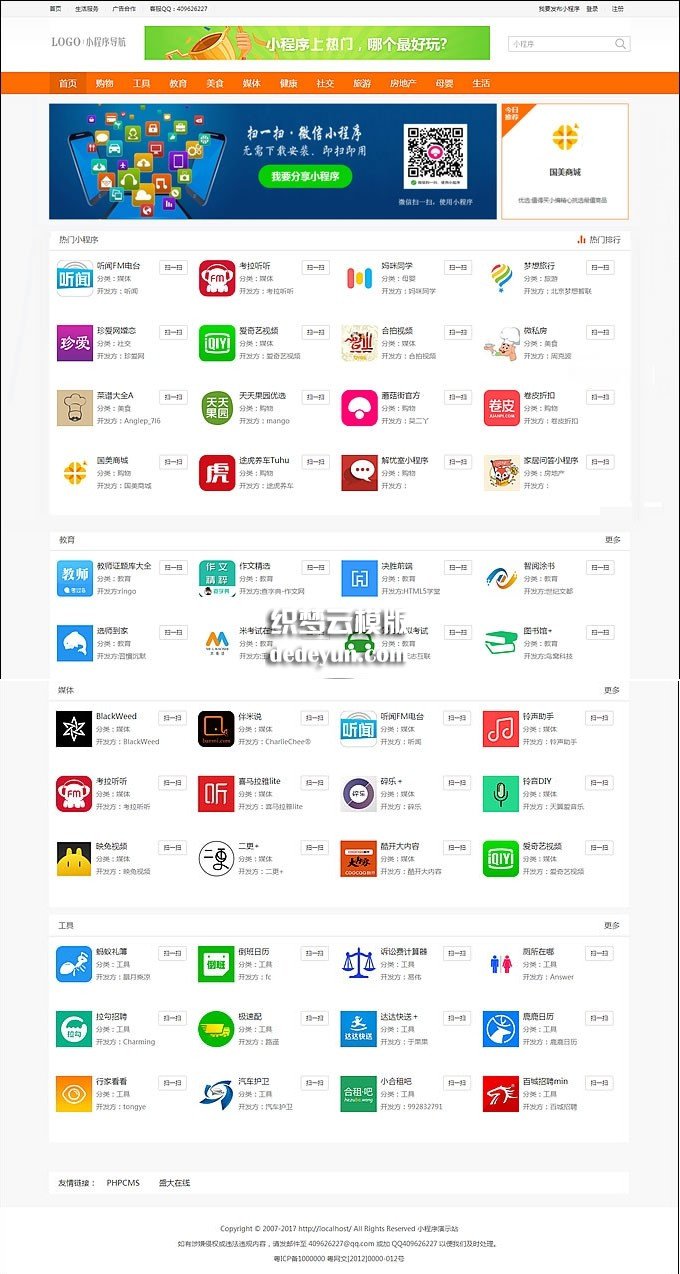 首页 生活服务 广告合作 客服QQ：409626227 我要发布小程序 登录 注册
LOGO·小程序导航 小程序上热门，哪个最好玩？ 小程序
首页 购物 工具 教育 美食 媒体 健康 社交 旅游 房地产 母婴 生活
扫一扫·微信小程序
无需下载安装、即扫即用
我要分享小程序
微信扫一扫，使用小程序
今日推荐
国美商城
热门小程序 热门排行
听闻FM电台 扫一扫 考拉听听 扫一扫 妈咪同学 扫一扫 梦想旅行 扫一扫
分类：媒体 分类：媒体 分类：母婴 分类：旅游
开发方：听闻 开发方：考拉听听 开发方：妈咪同学 开发方：北京梦想智联
珍爱网婚恋 扫一扫 爱奇艺视频 扫一扫 合拍视频 扫一扫 微私房 扫一扫
分类：社交 分类：媒体 分类：媒体 分类：美食
开发方：珍爱网 开发方：爱奇艺视频 开发方：合拍视频 开发方：周克波
菜谱大全A 扫一扫 天天果园优选 扫一扫 蘑菇街官方 扫一扫 卷皮折扣 扫一扫
分类：美食 分类：购物 分类：购物 分类：购物
开发方：Anglep_7l6 开发方：mango 开发方：莫二丫 开发方：卷皮折扣
国美商城 扫一扫 途虎养车Tuhu 扫一扫 解忧室小程序 扫一扫 家居问答小程序 扫一扫
分类：购物 分类：购物 分类：购物 分类：房地产
开发方：国美商城 开发方：途虎养车 开发方： 开发方：
教育 更多
教师证题库大全 扫一扫 作文精选 扫一扫 决胜前端 扫一扫 智阅涂书 扫一扫
分类：教育 分类：教育 分类：教育 分类：教育
开发方：ringo 开发方：查字典-作文网 开发方：HTML5学堂 开发方：世纪文都
选师到家 扫一扫 米考试在 拟考试 扫一扫 图书馆+ 扫一扫
分类：教育 分类：教育 分类：教育
织梦云模版
dedeyun.com
媒体 更多
BlackWeed 扫一扫 伴米说 扫一扫 听闻FM电台 扫一扫 铃声助手 扫一扫
分类：媒体 分类：媒体 分类：媒体 分类：媒体
开发方：BlackWeed 开发方：CharlieChee® 开发方：听闻 开发方：铃声助手
考拉听听 扫一扫 喜马拉雅lite 扫一扫 碎乐+ 扫一扫 铃音DIY 扫一扫
分类：媒体 分类：媒体 分类：媒体 分类：媒体
开发方：考拉听听 开发方：喜马拉雅lite 开发方：碎乐 开发方：天翼爱音乐
映兔视频 扫一扫 二更+ 扫一扫 酷开大内容 扫一扫 爱奇艺视频 扫一扫
分类：媒体 分类：媒体 分类：媒体 分类：媒体
开发方：映兔视频 开发方：二更+ 开发方：酷开大内容 开发方：爱奇艺视频
工具 更多
蚂蚁礼簿 扫一扫 倒班日历 扫一扫 诉讼费计算器 扫一扫 厕所在哪 扫一扫
分类：工具 分类：工具 分类：工具 分类：工具
开发方：醋月乘凉 开发方：fc 开发方：易伟 开发方：Answer
拉勾招聘 扫一扫 极速配 扫一扫 达达快送+ 扫一扫 鹿鹿日历 扫一扫
分类：工具 分类：工具 分类：工具 分类：工具
开发方：Charming 开发方：路遥 开发方：于果果 开发方：鹿鹿日历
行家看看 扫一扫 汽车护卫 扫一扫 小合租吧 扫一扫 百城招聘min 扫一扫
分类：工具 分类：工具 分类：工具 分类：工具
开发方：tongye 开发方：汽车护卫 开发方：992832791 开发方：百城招聘
友情链接： PHPCMS 盛大在线
Copyright © 2007-2017 http://localhost/ All Rights Reserved 小程序演示站
如有涉嫌侵权或违法违规内容，请发邮件至 409626227@qq.com 或加 QQ409626227 以便我们及时处理。
粤ICP备1000000 粤网文[2012]0000-012号